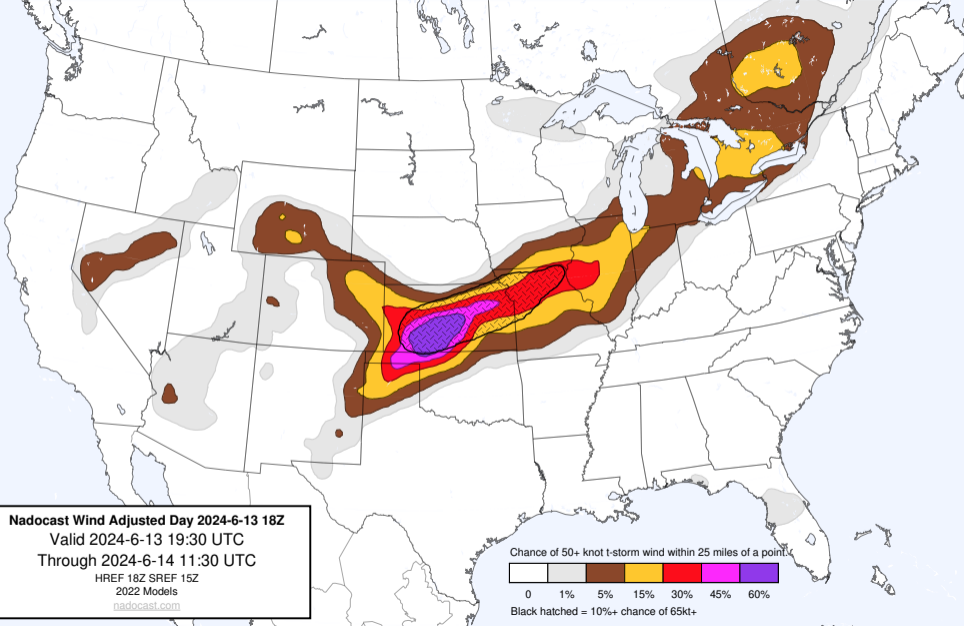 Nadocast Wind Adjusted Day 2024-6-13 18Z
Valid 2024-6-13 19:30 UTC
Through 2024-6-14 11:30 UTC
HREF 18Z SREF 15Z
2022 Models
nadocast.com
Chance of 50+ knot t-storm wind within 25 miles of a point.
0 1% 5% 15% 30% 45% 60%
Black hatched = 10%+ chance of 65kt+